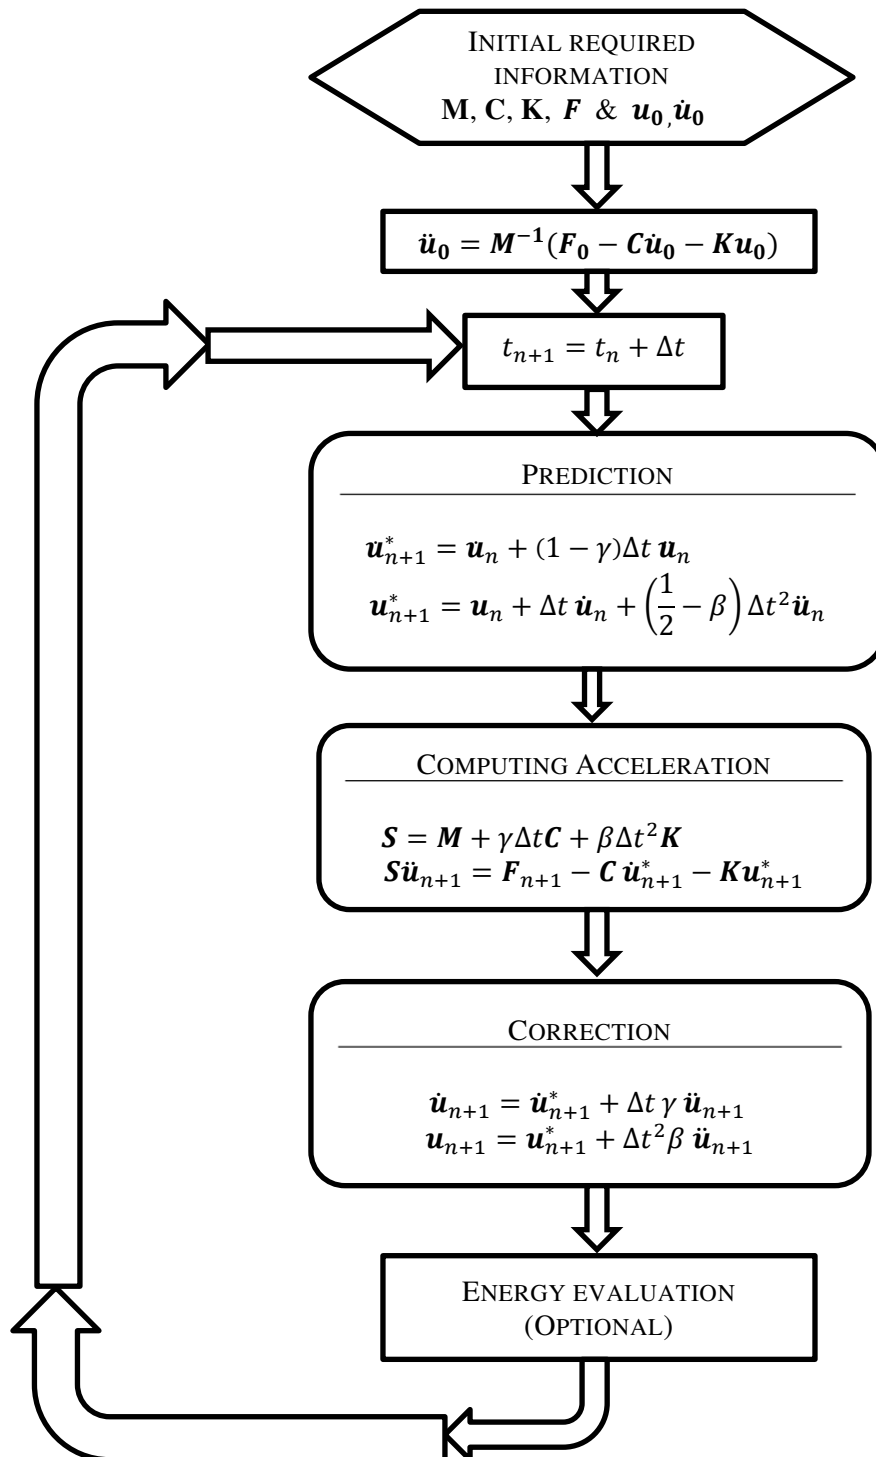 INITIAL REQUIRED
INFORMATION
M, C, K, F & u₀, u̇₀
ü₀ = M⁻¹(F₀ − Cu̇₀ − Ku₀)
tₙ₊₁ = tₙ + Δt
PREDICTION
u̇*ₙ₊₁ = u̇ₙ + (1 − γ)Δt u̇ₙ
u*ₙ₊₁ = uₙ + Δt u̇ₙ + (1/2 − β) Δt²üₙ
COMPUTING ACCELERATION
S = M + γΔtC + βΔt²K
Süₙ₊₁ = Fₙ₊₁ − C u̇*ₙ₊₁ − Ku*ₙ₊₁
CORRECTION
u̇ₙ₊₁ = u̇*ₙ₊₁ + Δt γ üₙ₊₁
uₙ₊₁ = u*ₙ₊₁ + Δt²β üₙ₊₁
ENERGY EVALUATION
(OPTIONAL)